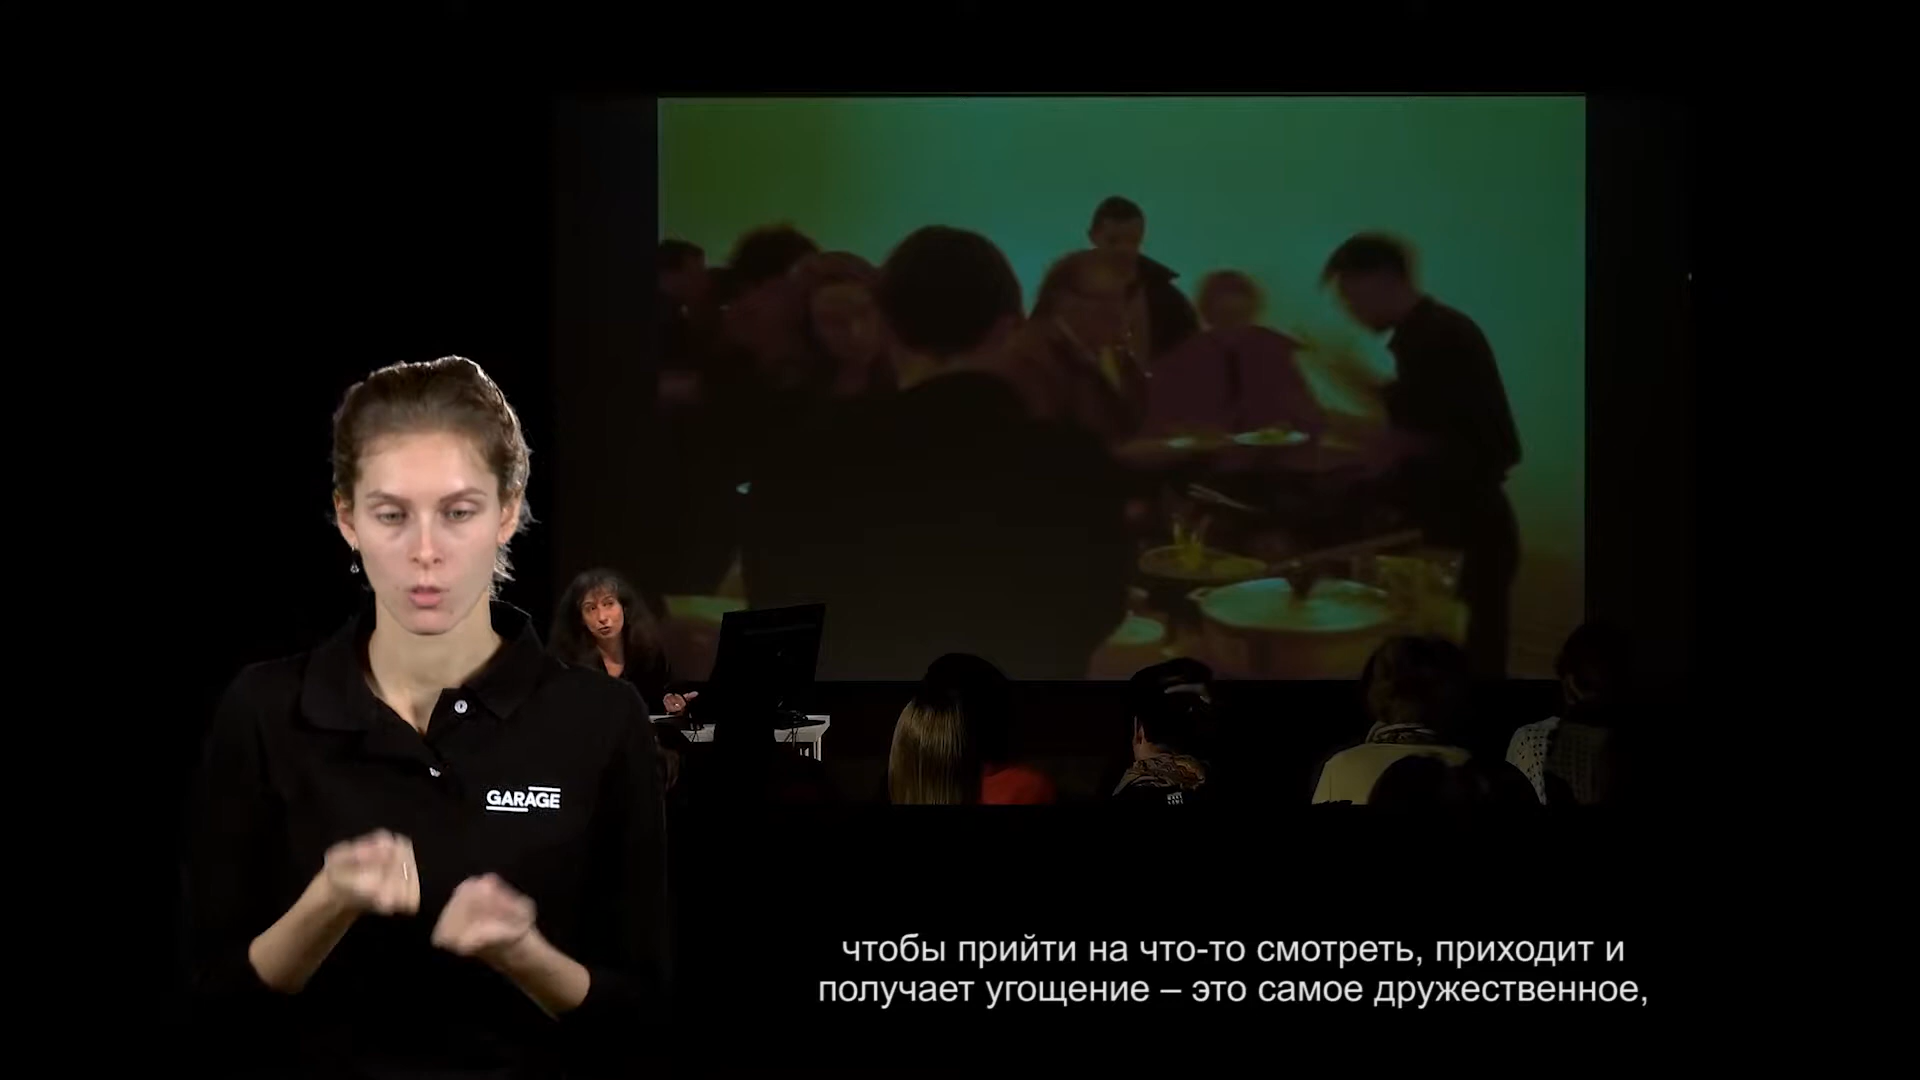 GARAGE
чтобы прийти на что-то смотреть, приходит и
получает угощение – это самое дружественное,